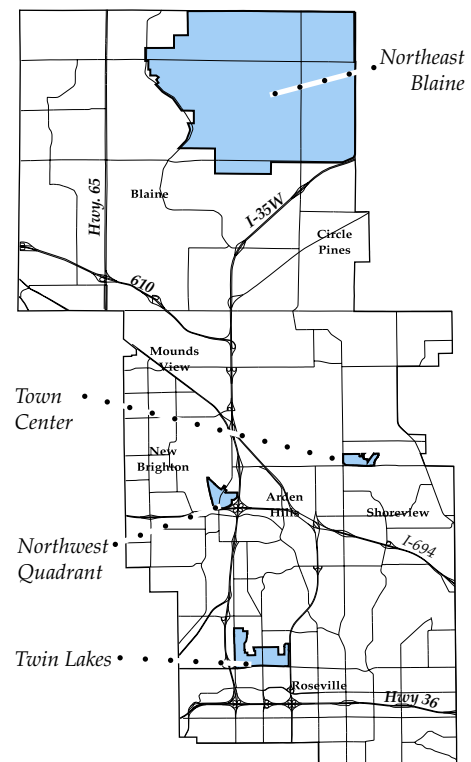 Northeast
Blaine
Hwy. 65
Blaine
I-35W
Circle
Pines
610
Mounds
View
Town
Center
New
Brighton
Arden
Hills
Shoreview
Northwest
Quadrant
I-694
Twin Lakes
Roseville
Hwy 36